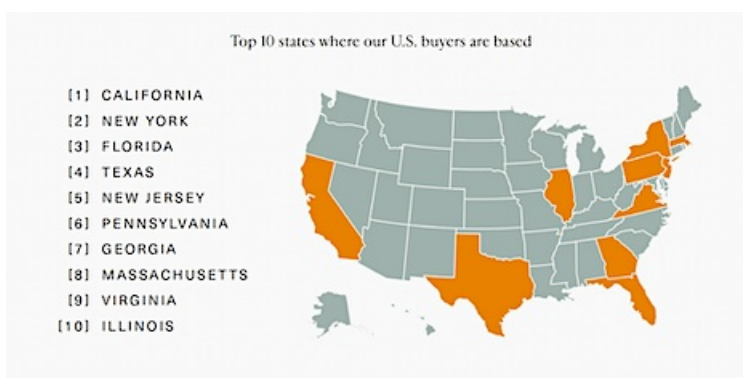 Top 10 states where our U.S. buyers are based
[1] CALIFORNIA
[2] NEW YORK
[3] FLORIDA
[4] TEXAS
[5] NEW JERSEY
[6] PENNSYLVANIA
[7] GEORGIA
[8] MASSACHUSETTS
[9] VIRGINIA
[10] ILLINOIS